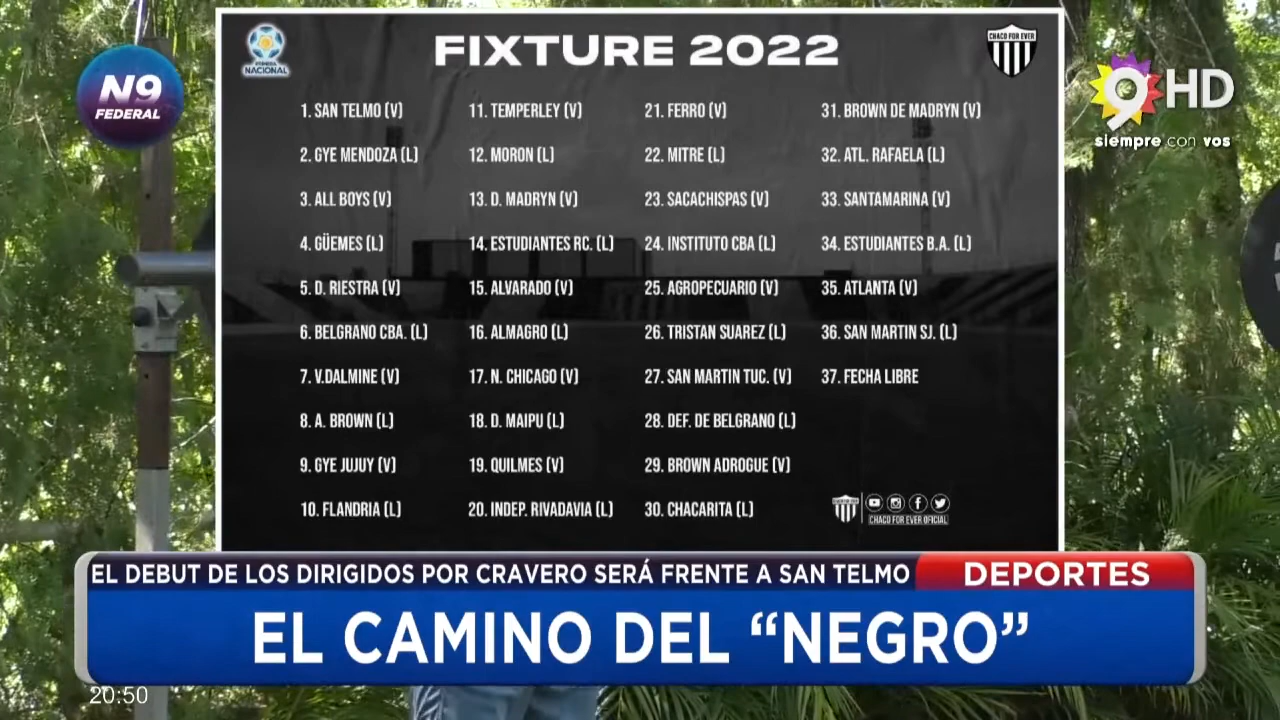 N9
FEDERAL
PRIMERA
NACIONAL
FIXTURE 2022
CHACO FOR EVER
9 HD
siempre con vos
1. SAN TELMO (V)
2. GYE MENDOZA (L)
3. ALL BOYS (V)
4. GÜEMES (L)
5. D. RIESTRA (V)
6. BELGRANO CBA. (L)
7. V.DALMINE (V)
8. A. BROWN (L)
9. GYE JUJUY (V)
10. FLANDRIA (L)
11. TEMPERLEY (V)
12. MORON (L)
13. D. MADRYN (V)
14. ESTUDIANTES RC. (L)
15. ALVARADO (V)
16. ALMAGRO (L)
17. N. CHICAGO (V)
18. D. MAIPU (L)
19. QUILMES (V)
20. INDEP. RIVADAVIA (L)
21. FERRO (V)
22. MITRE (L)
23. SACACHISPAS (V)
24. INSTITUTO CBA (L)
25. AGROPECUARIO (V)
26. TRISTAN SUAREZ (L)
27. SAN MARTIN TUC. (V)
28. DEF. DE BELGRANO (L)
29. BROWN ADROGUE (V)
30. CHACARITA (L)
31. BROWN DE MADRYN (V)
32. ATL. RAFAELA (L)
33. SANTAMARINA (V)
34. ESTUDIANTES B.A. (L)
35. ATLANTA (V)
36. SAN MARTIN SJ. (L)
37. FECHA LIBRE
CHACO FOR EVER OFICIAL
EL DEBUT DE LOS DIRIGIDOS POR CRAVERO SERÁ FRENTE A SAN TELMO
DEPORTES
EL CAMINO DEL “NEGRO”
20:50